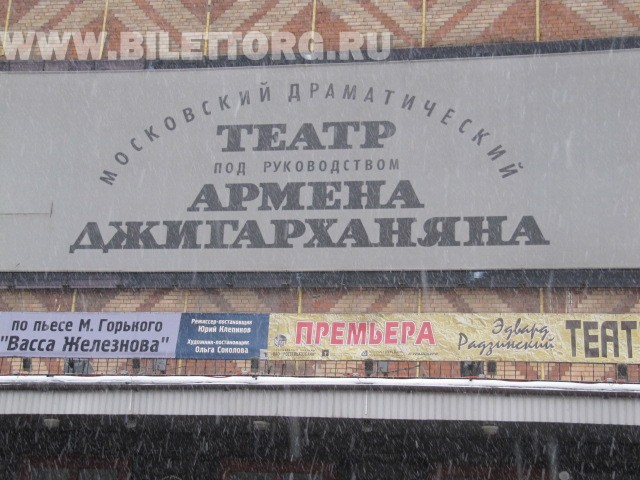 WWW.BILETTORG.RU
МОСКОВСКИЙ ДРАМАТИЧЕСКИЙ
ТЕАТР
ПОД РУКОВОДСТВОМ
АРМЕНА
ДЖИГАРХАНЯНА
по пьесе М. Горького
"Васса Железнова"
Режиссер-постановщик
Юрий Клепиков
Художник-постановщик
Ольга Соколова
ПРЕМЬЕРА
Эдвард
Радзинский
ТЕАТ